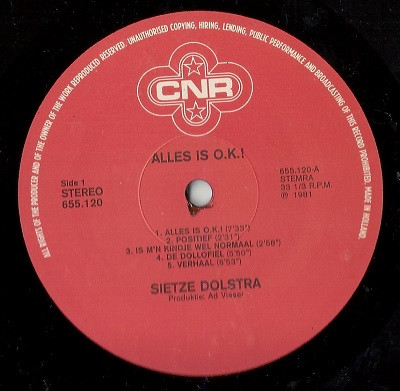 ALL RIGHTS OF THE PRODUCER AND OF THE OWNER OF THE WORK REPRODUCED RESERVED. UNAUTHORISED COPYING, HIRING, LENDING, PUBLIC PERFORMANCE AND BROADCASTING OF THIS RECORD PROHIBITED. MADE IN HOLLAND.
CNR
ALLES IS O.K.!
Side 1
STEREO
655.120
655.120-A
STEMRA
33 1/3 R.P.M.
℗ 1981
1. ALLES IS O.K.! (7'33")
2. POSITIEF (2'31")
3. IS M'N KINDJE WEL NORMAAL (2'58")
4. DE DOLLOFIEL (5'50")
5. VERHAAL (6'53")
SIETZE DOLSTRA
Produktie: Ad Visser